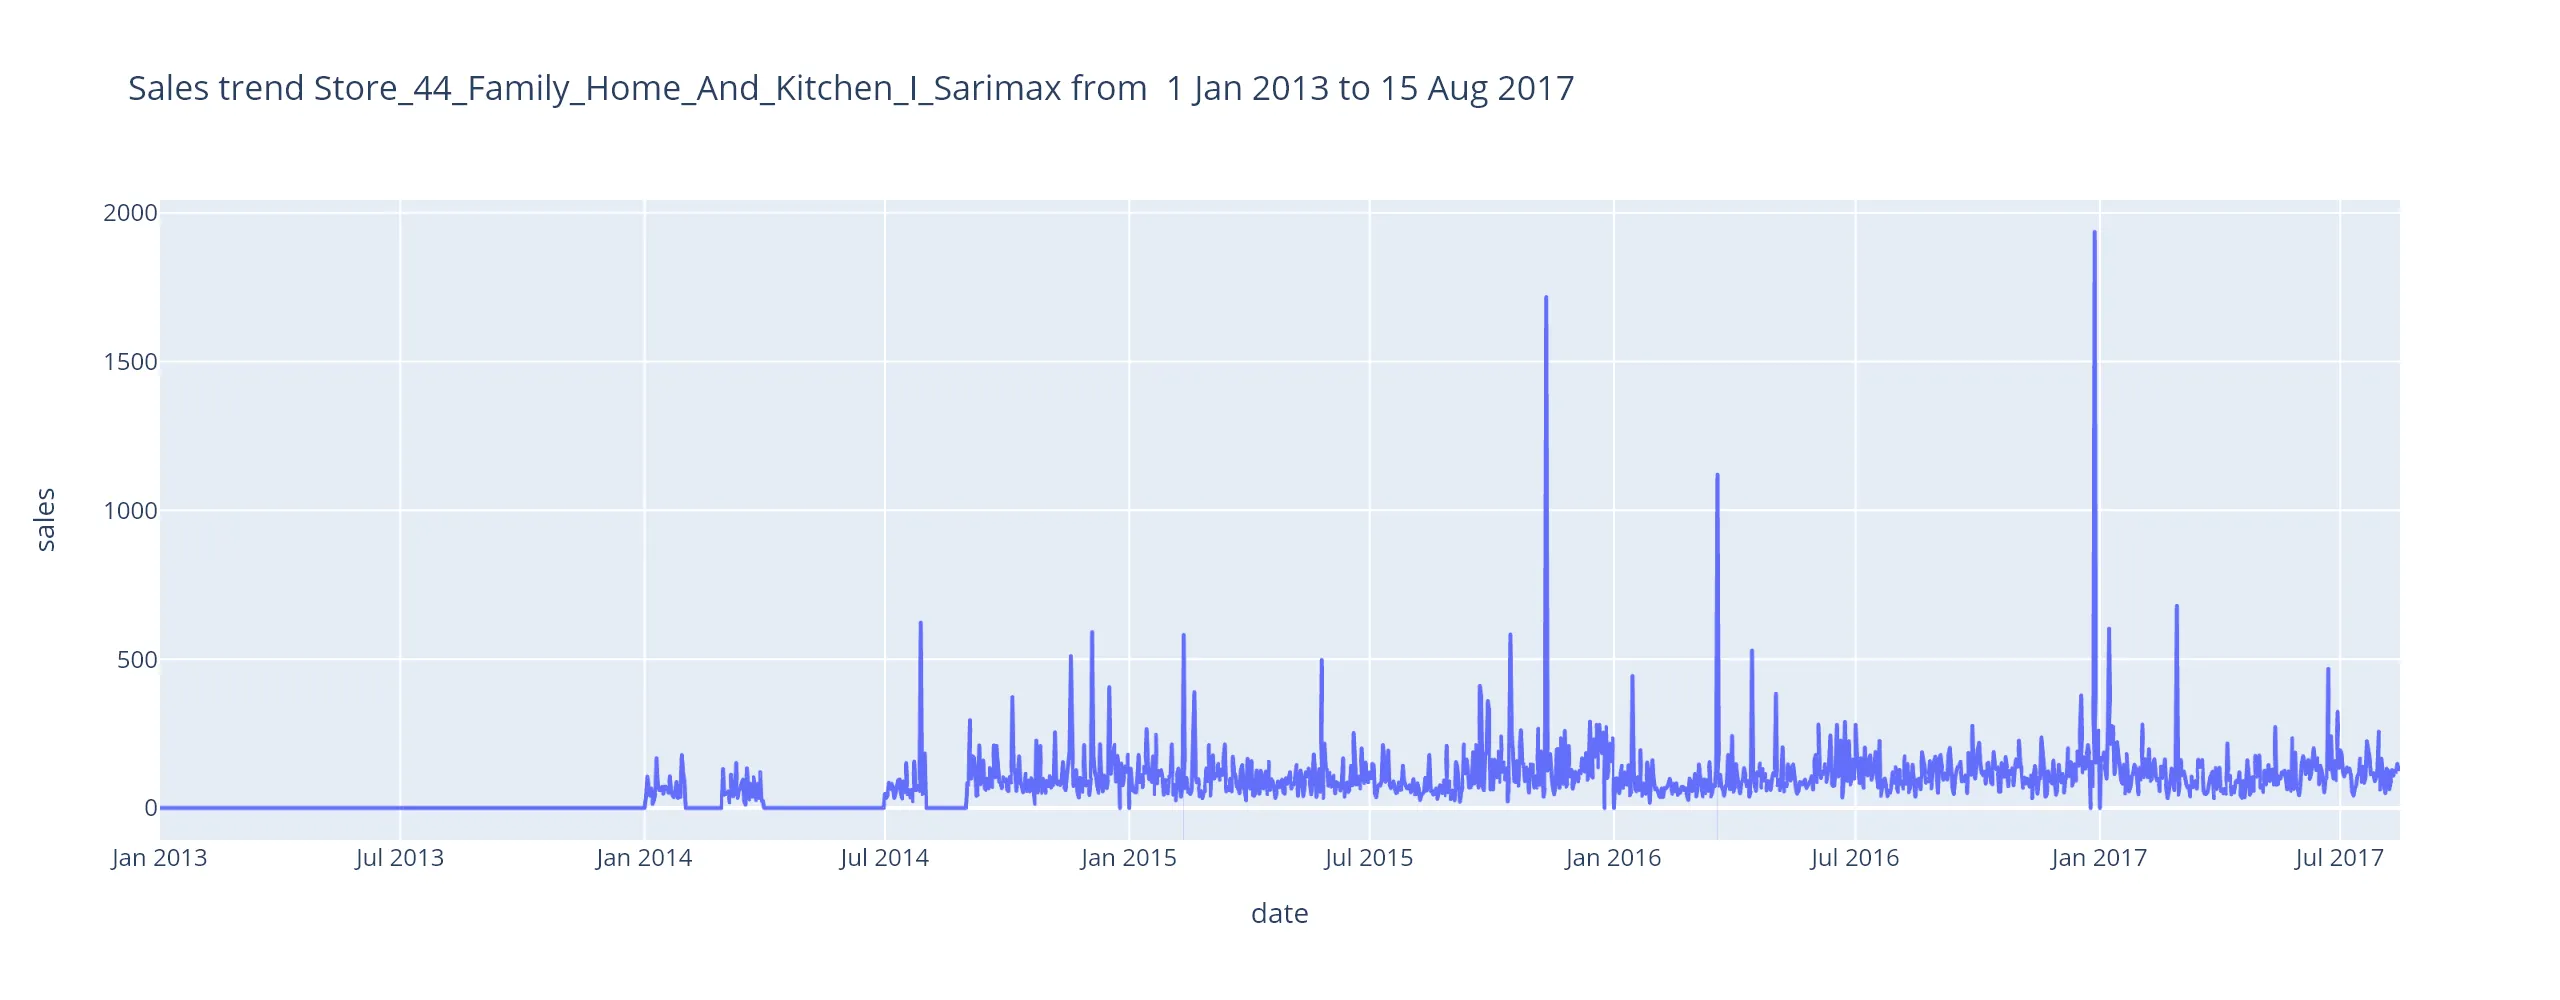 Sales trend Store_44_Family_Home_And_Kitchen_I_Sarimax from  1 Jan 2013 to 15 Aug 2017
2000
1500
1000
500
0
sales
Jan 2013 Jul 2013 Jan 2014 Jul 2014 Jan 2015 Jul 2015 Jan 2016 Jul 2016 Jan 2017 Jul 2017
date